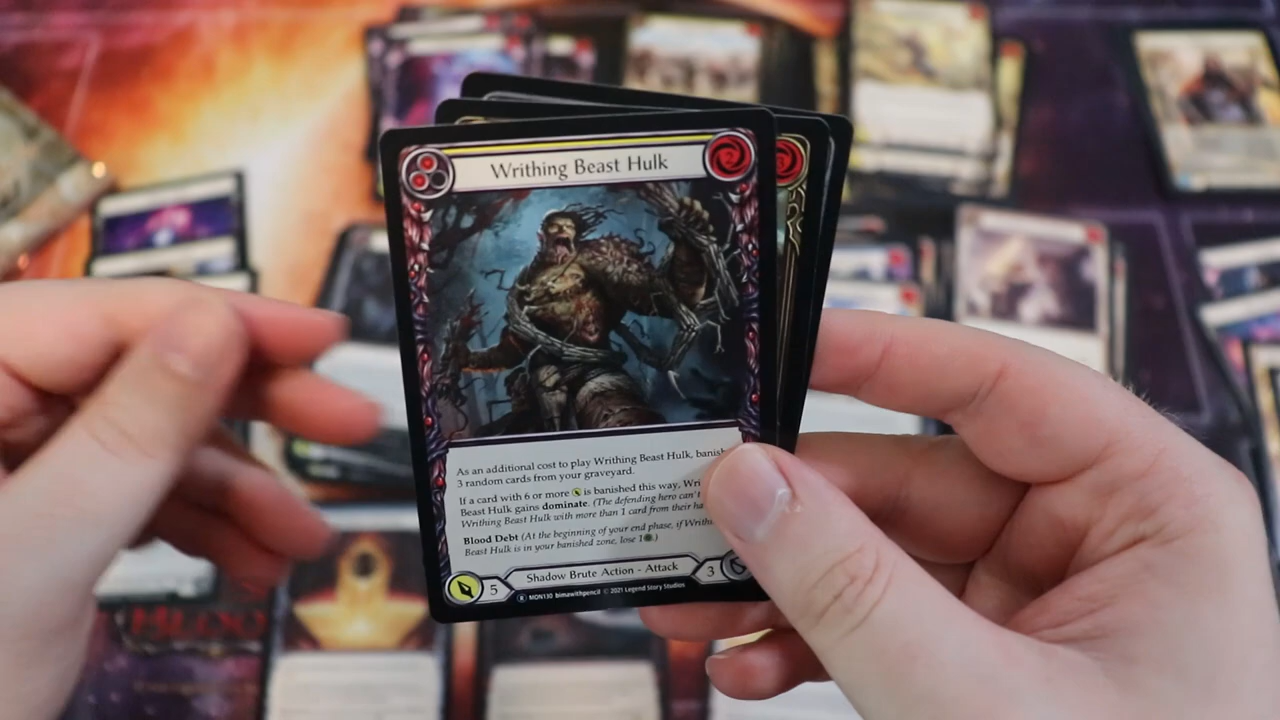 Writhing Beast Hulk
2
3
As an additional cost to play Writhing Beast Hulk, banish
3 random cards from your graveyard.
If a card with 6 or more is banished this way, Wri
Beast Hulk gains dominate. (The defending hero can't
Writhing Beast Hulk with more than 1 card from their ha
Blood Debt (At the beginning of your end phase, if Writh
Beast Hulk is in your banished zone, lose 1 .)
5
Shadow Brute Action - Attack
3
R MON130 bimawithpencil © 2021 Legend Story Studios